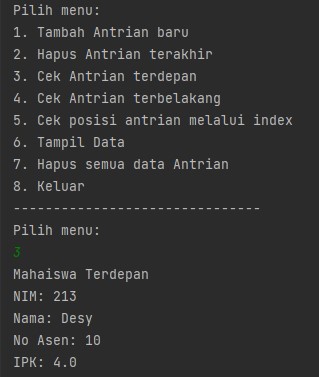 Pilih menu:
1. Tambah Antrian baru
2. Hapus Antrian terakhir
3. Cek Antrian terdepan
4. Cek Antrian terbelakang
5. Cek posisi antrian melalui index
6. Tampil Data
7. Hapus semua data Antrian
8. Keluar
-------------------------------
Pilih menu:
3
Mahaiswa Terdepan
NIM: 213
Nama: Desy
No Asen: 10
IPK: 4.0